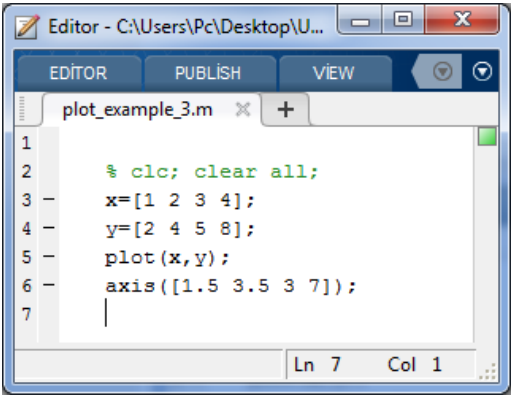 Editor - C:\Users\Pc\Desktop\U...
EDİTOR PUBLİSH VİEW
plot_example_3.m
1
2 % clc; clear all;
3 – x=[1 2 3 4];
4 – y=[2 4 5 8];
5 – plot(x,y);
6 – axis([1.5 3.5 3 7]);
7
Ln 7 Col 1